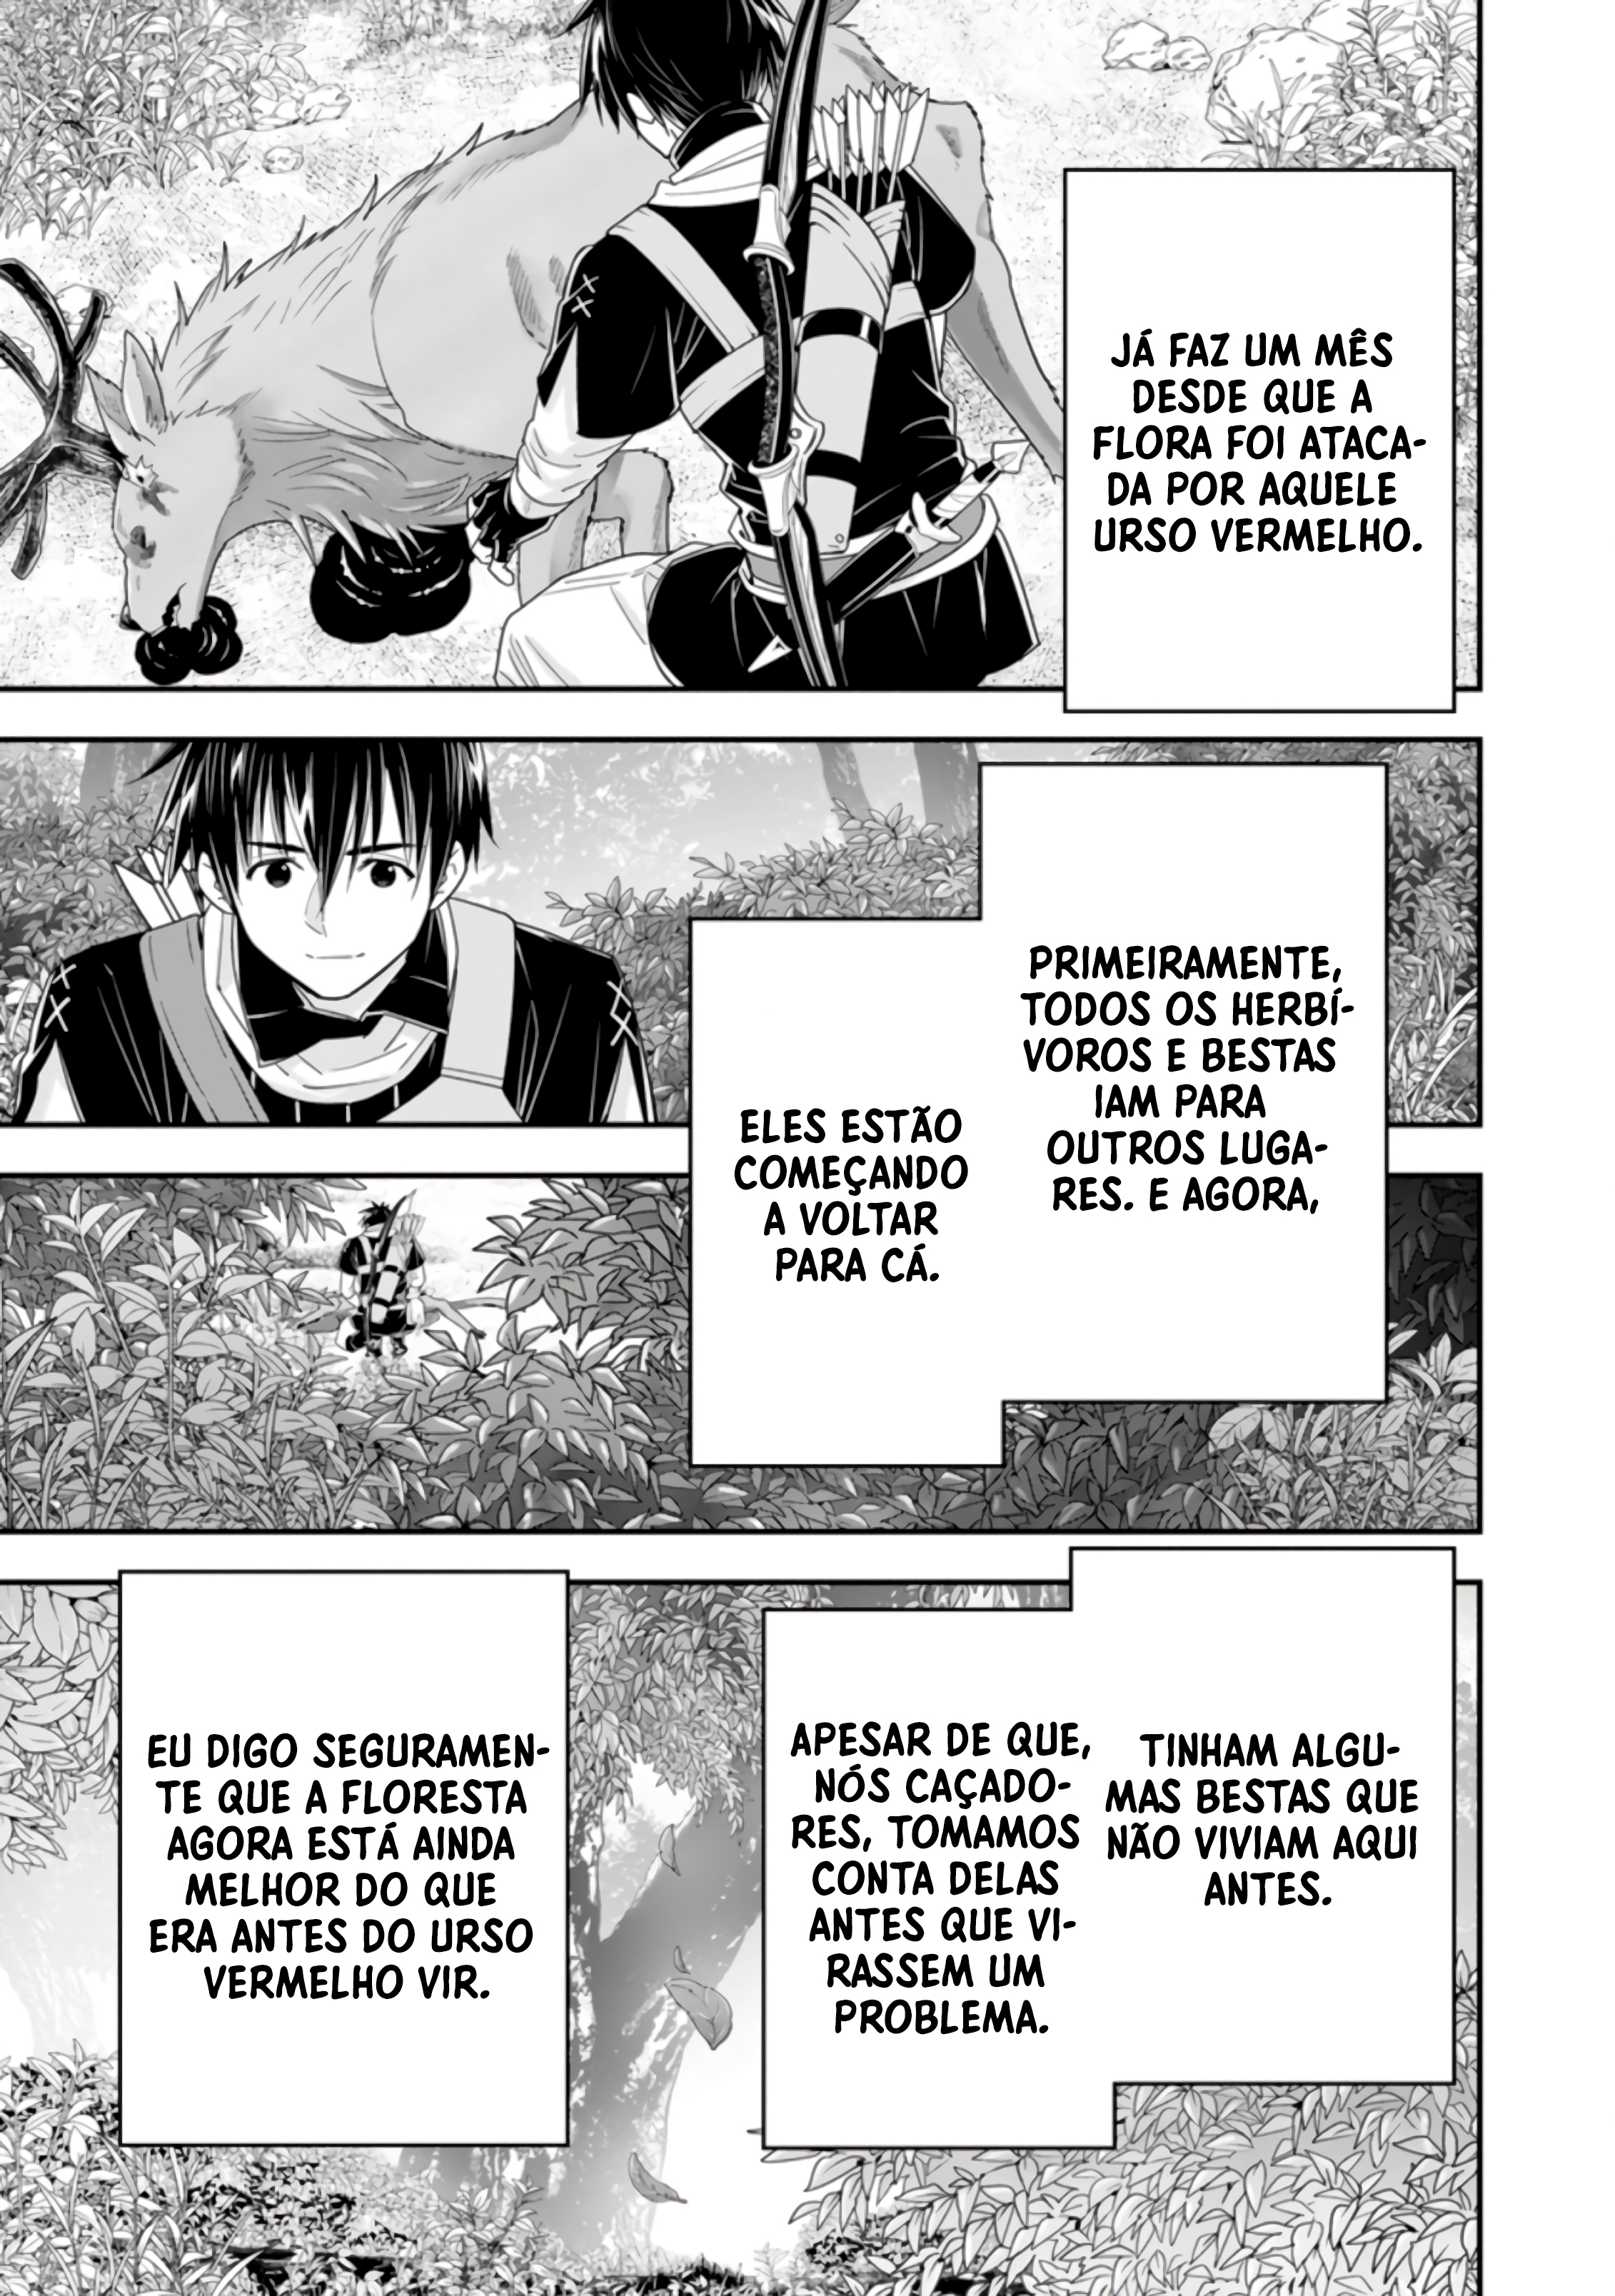 JÁ FAZ UM MÊS
DESDE QUE A
FLORA FOI ATACA-
DA POR AQUELE
URSO VERMELHO.
PRIMEIRAMENTE,
TODOS OS HERBÍ-
VOROS E BESTAS
IAM PARA
OUTROS LUGA-
RES. E AGORA,
ELES ESTÃO
COMEÇANDO
A VOLTAR
PARA CÁ.
TINHAM ALGU-
MAS BESTAS QUE
NÃO VIVIAM AQUI
ANTES.
APESAR DE QUE,
NÓS CAÇADO-
RES, TOMAMOS
CONTA DELAS
ANTES QUE VI-
RASSEM UM
PROBLEMA.
EU DIGO SEGURAMEN-
TE QUE A FLORESTA
AGORA ESTÁ AINDA
MELHOR DO QUE
ERA ANTES DO URSO
VERMELHO VIR.